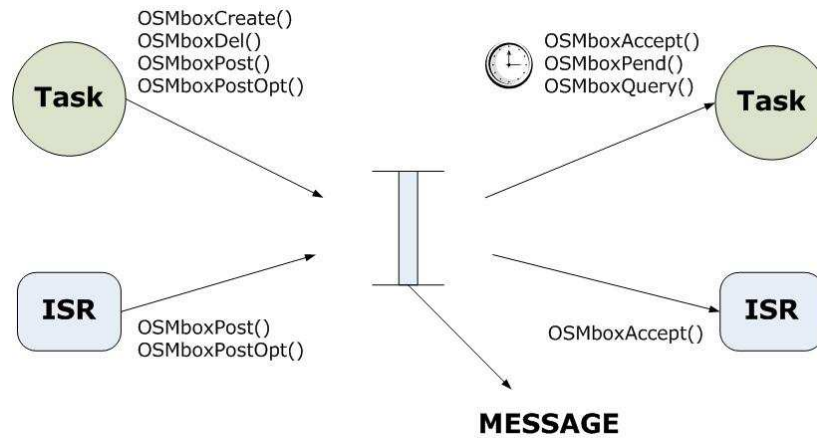 OSMboxCreate()
OSMboxDel()
OSMboxPost()
OSMboxPostOpt()
Task
OSMboxAccept()
OSMboxPend()
OSMboxQuery()
Task
ISR
OSMboxPost()
OSMboxPostOpt()
OSMboxAccept()
ISR
MESSAGE